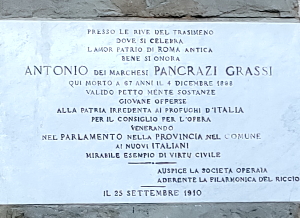 PRESSO LE RIVE DEL TRASIMENO
DOVE SI CELEBRA
L'AMOR PATRIO DI ROMA ANTICA
BENE SI ONORA
ANTONIO DEI MARCHESI PANCRAZI GRASSI
QUI MORTO A 67 ANNI IL 4 DICEMBRE 1898
VALIDO PETTO MENTE SOSTANZE
GIOVANE OFFERSE
ALLA PATRIA IRREDENTA AI PROFUGHI D'ITALIA
PER IL CONSIGLIO PER L'OPERA
VENERANDO
NEL PARLAMENTO NELLA PROVINCIA NEL COMUNE
AI NUOVI ITALIANI
MIRABILE ESEMPIO DI VIRTU CIVILE
AUSPICE LA SOCIETÀ OPERAIA
ADERENTE LA FILARMONICA DEL RICCIO
IL 25 SETTEMBRE 1910